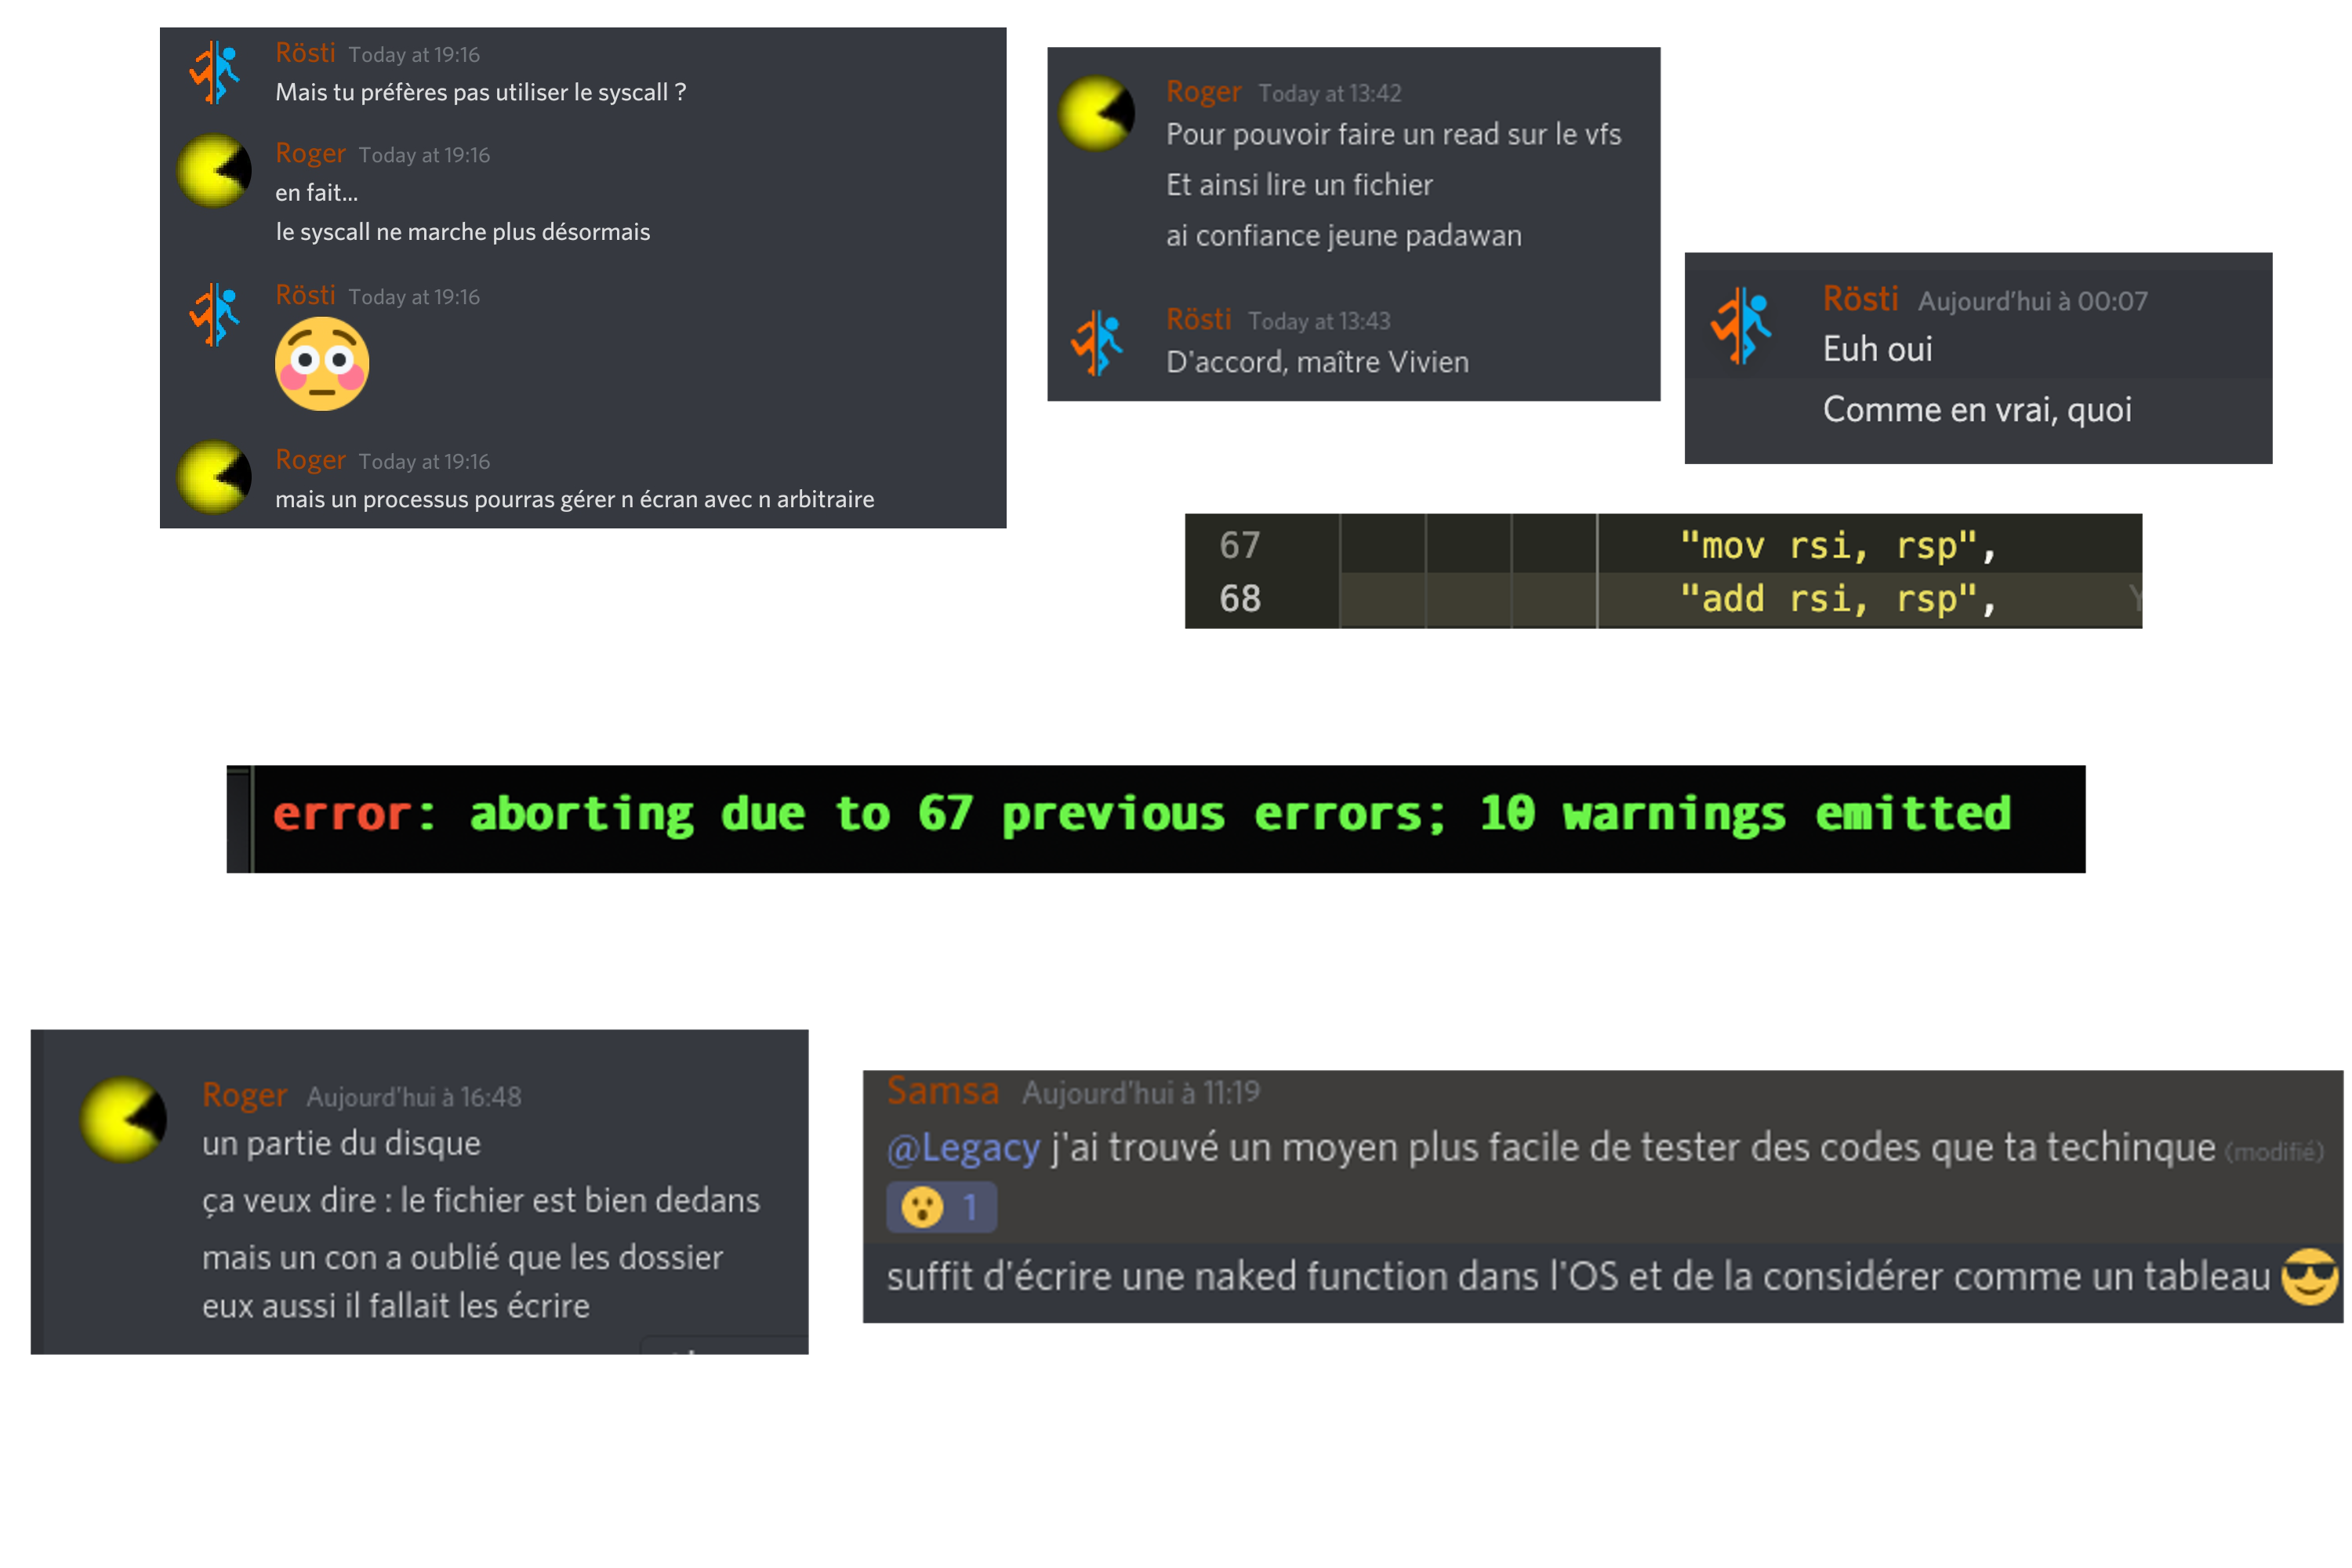 Rösti Today at 19:16
Mais tu préfères pas utiliser le syscall ?
Roger Today at 19:16
en fait...
le syscall ne marche plus désormais
Rösti Today at 19:16
Roger Today at 19:16
mais un processus pourras gérer n écran avec n arbitraire
Roger Today at 13:42
Pour pouvoir faire un read sur le vfs
Et ainsi lire un fichier
ai confiance jeune padawan
Rösti Today at 13:43
D'accord, maître Vivien
Rösti Aujourd'hui à 00:07
Euh oui
Comme en vrai, quoi
67 "mov rsi, rsp",
68 "add rsi, rsp",
error: aborting due to 67 previous errors; 10 warnings emitted
Roger Aujourd'hui à 16:48
un partie du disque
ça veux dire : le fichier est bien dedans
mais un con a oublié que les dossier
eux aussi il fallait les écrire
Samsa Aujourd'hui à 11:19
@Legacy j'ai trouvé un moyen plus facile de tester des codes que ta techinque (modifié)
1
suffit d'écrire une naked function dans l'OS et de la considérer comme un tableau